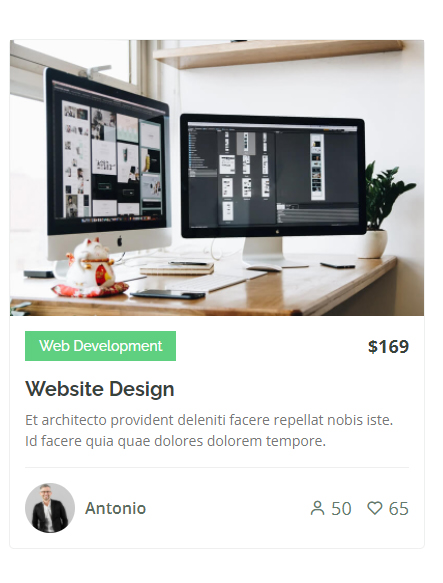 Web Development
$169
Website Design
Et architecto provident deleniti facere repellat nobis iste.
Id facere quia quae dolores dolorem tempore.
Antonio
50
65